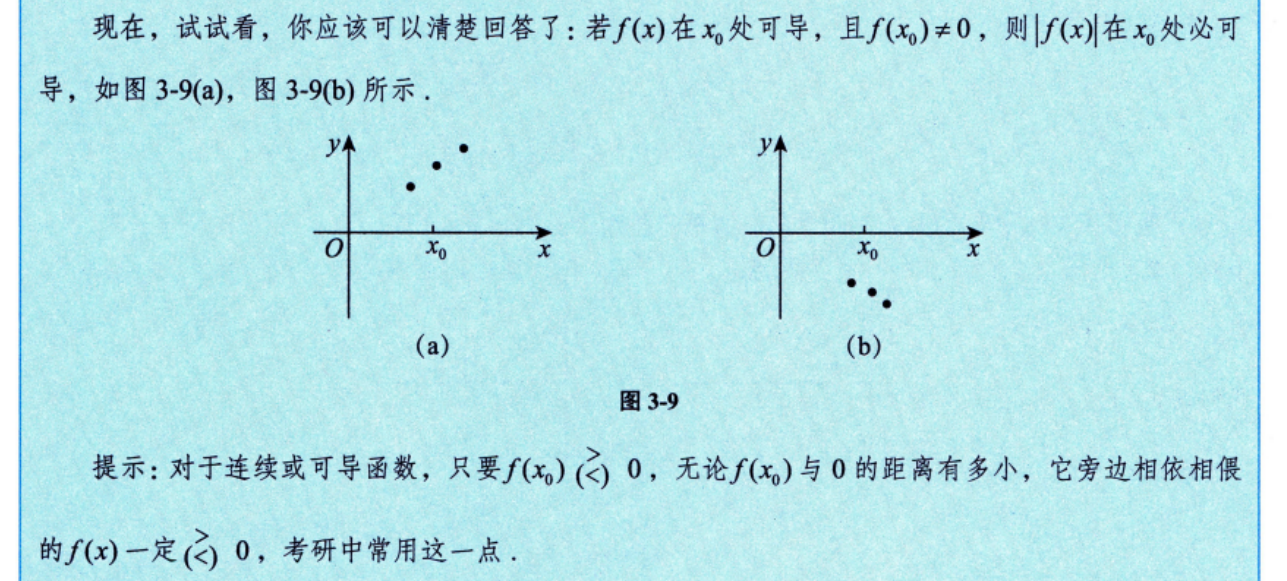 现在，试试看，你应该可以清楚回答了：若f(x)在x₀处可导，且f(x₀)≠0，则|f(x)|在x₀处必可
导，如图 3-9(a)，图 3-9(b) 所示．
y y
O x₀ x O x₀ x
(a) (b)
图 3-9
提示：对于连续或可导函数，只要f(x₀) >(<) 0，无论f(x₀)与 0 的距离有多小，它旁边相依相偎
的f(x)一定 >(<) 0，考研中常用这一点．